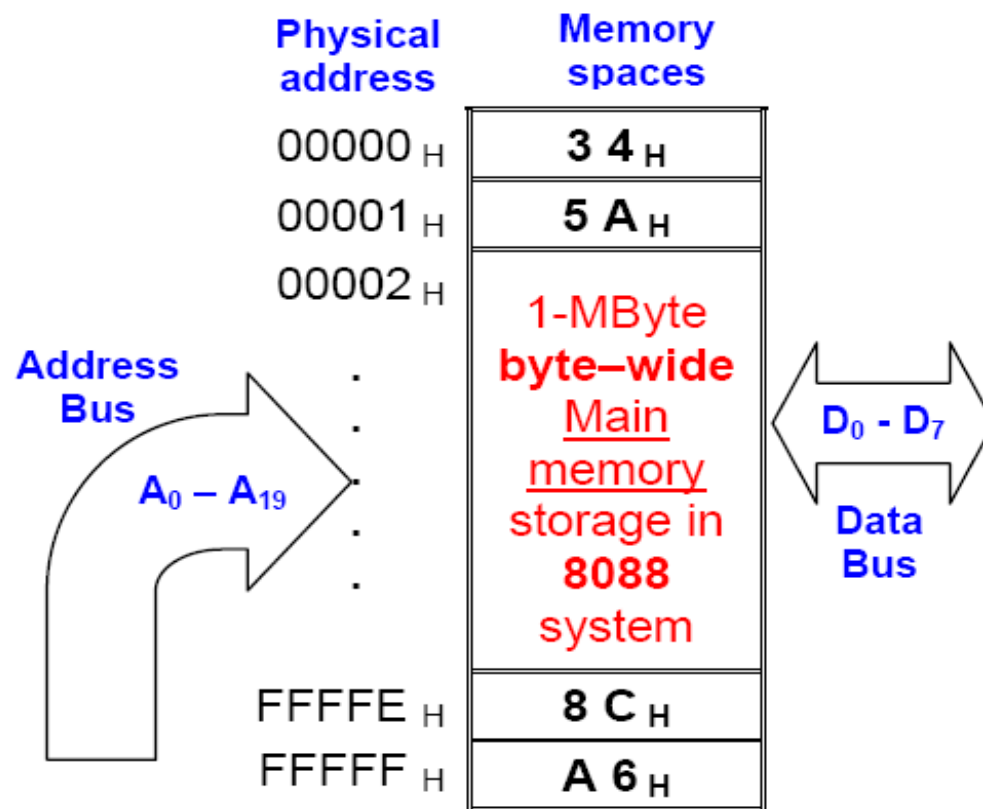 Physical address
Memory spaces
00000 H
3 4 H
00001 H
5 A H
00002 H
1-MByte
byte–wide
Main
memory
storage in
8088
system
Address
Bus
A0 – A19
D0 - D7
Data
Bus
FFFFE H
8 C H
FFFFF H
A 6 H